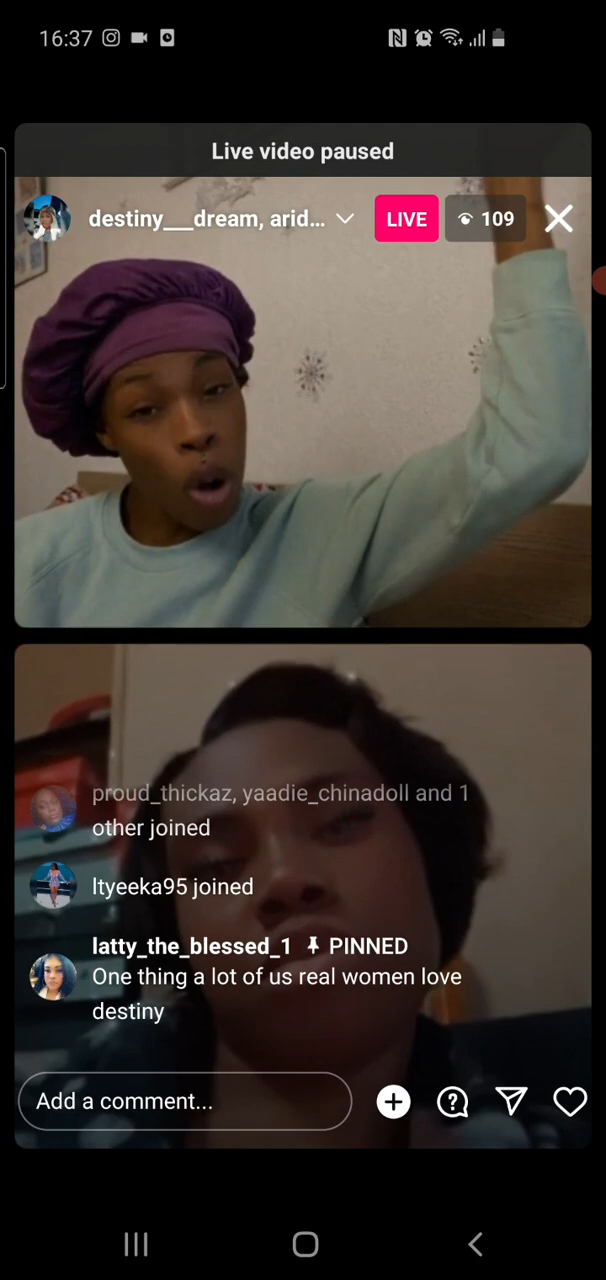 16:37
Live video paused
destiny___dream, arid...
LIVE
109
proud_thickaz, yaadie_chinadoll and 1
other joined
ltyeeka95 joined
latty_the_blessed_1 PINNED
One thing a lot of us real women love
destiny
Add a comment...